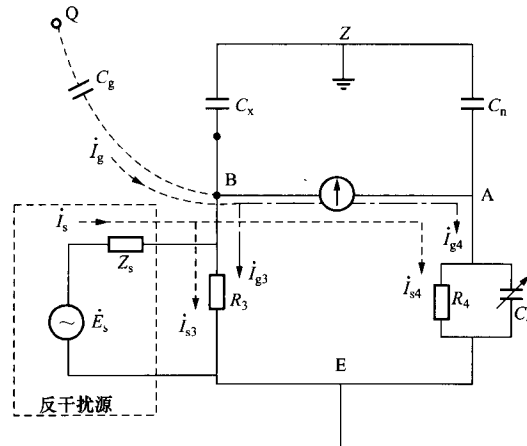 Q
Z
C_g
C_x
C_n
İ_g
B
A
İ_s
İ_g4
Z_s
İ_g3
R_3
İ_s4
R_4
İ_s3
Ė_s
~
E
反干扰源